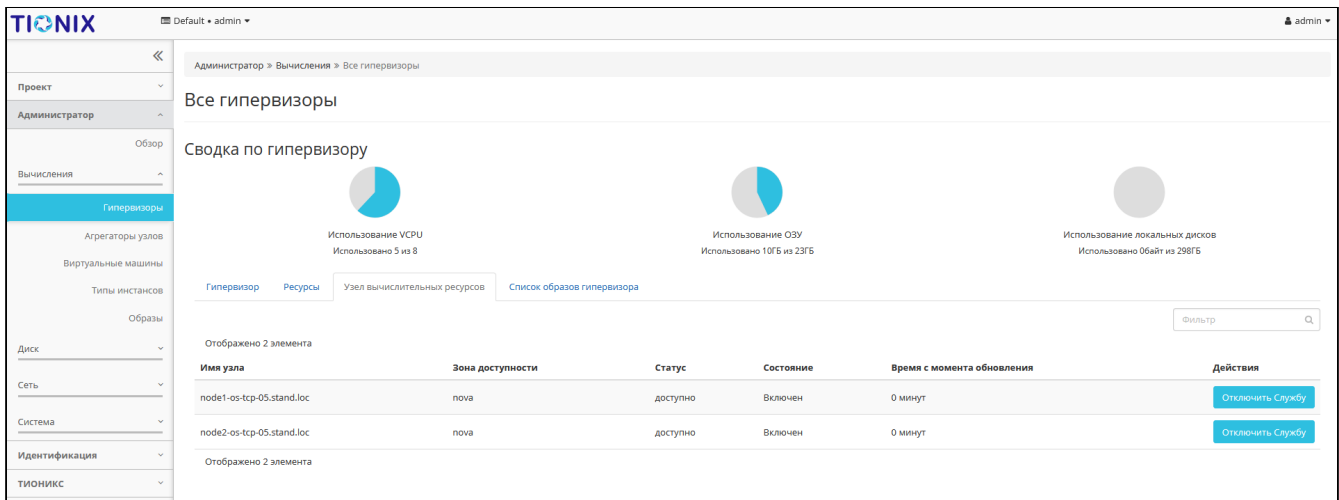 TIONIX
Default • admin
admin
Администратор » Вычисления » Все гипервизоры
Проект
Администратор
Обзор
Вычисления
Гипервизоры
Агрегаторы узлов
Виртуальные машины
Типы инстансов
Образы
Диск
Сеть
Система
Идентификация
ТИОНИКС
Все гипервизоры
Сводка по гипервизору
Использование VCPU
Использовано 5 из 8
Использование ОЗУ
Использовано 10ГБ из 23ГБ
Использование локальных дисков
Использовано 0байт из 298ГБ
Гипервизор Ресурсы Узел вычислительных ресурсов Список образов гипервизора
Фильтр
Отображено 2 элемента
Имя узла Зона доступности Статус Состояние Время с момента обновления Действия
node1-os-tcp-05.stand.loc nova доступно Включен 0 минут Отключить Службу
node2-os-tcp-05.stand.loc nova доступно Включен 0 минут Отключить Службу
Отображено 2 элемента